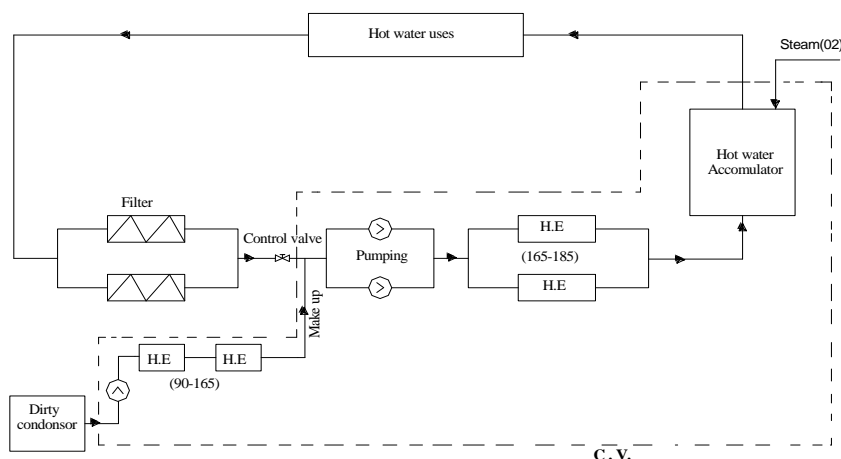 Hot water uses
Steam(02)
Hot water
Accomulator
Filter
Control valve
H.E
Pumping
(165-185)
H.E
Make up
H.E
H.E
(90-165)
Dirty
condonsor
C.V.